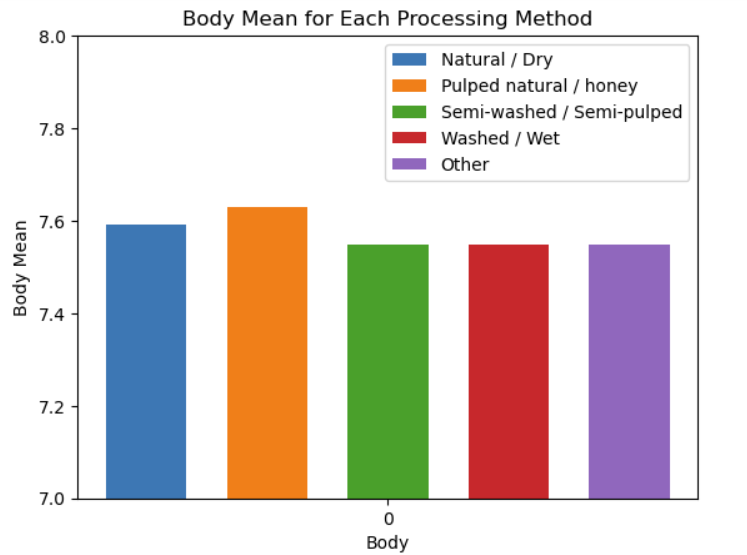 Body Mean for Each Processing Method
8.0
7.8
7.6
7.4
7.2
7.0
Body Mean
Natural / Dry
Pulped natural / honey
Semi-washed / Semi-pulped
Washed / Wet
Other
0
Body